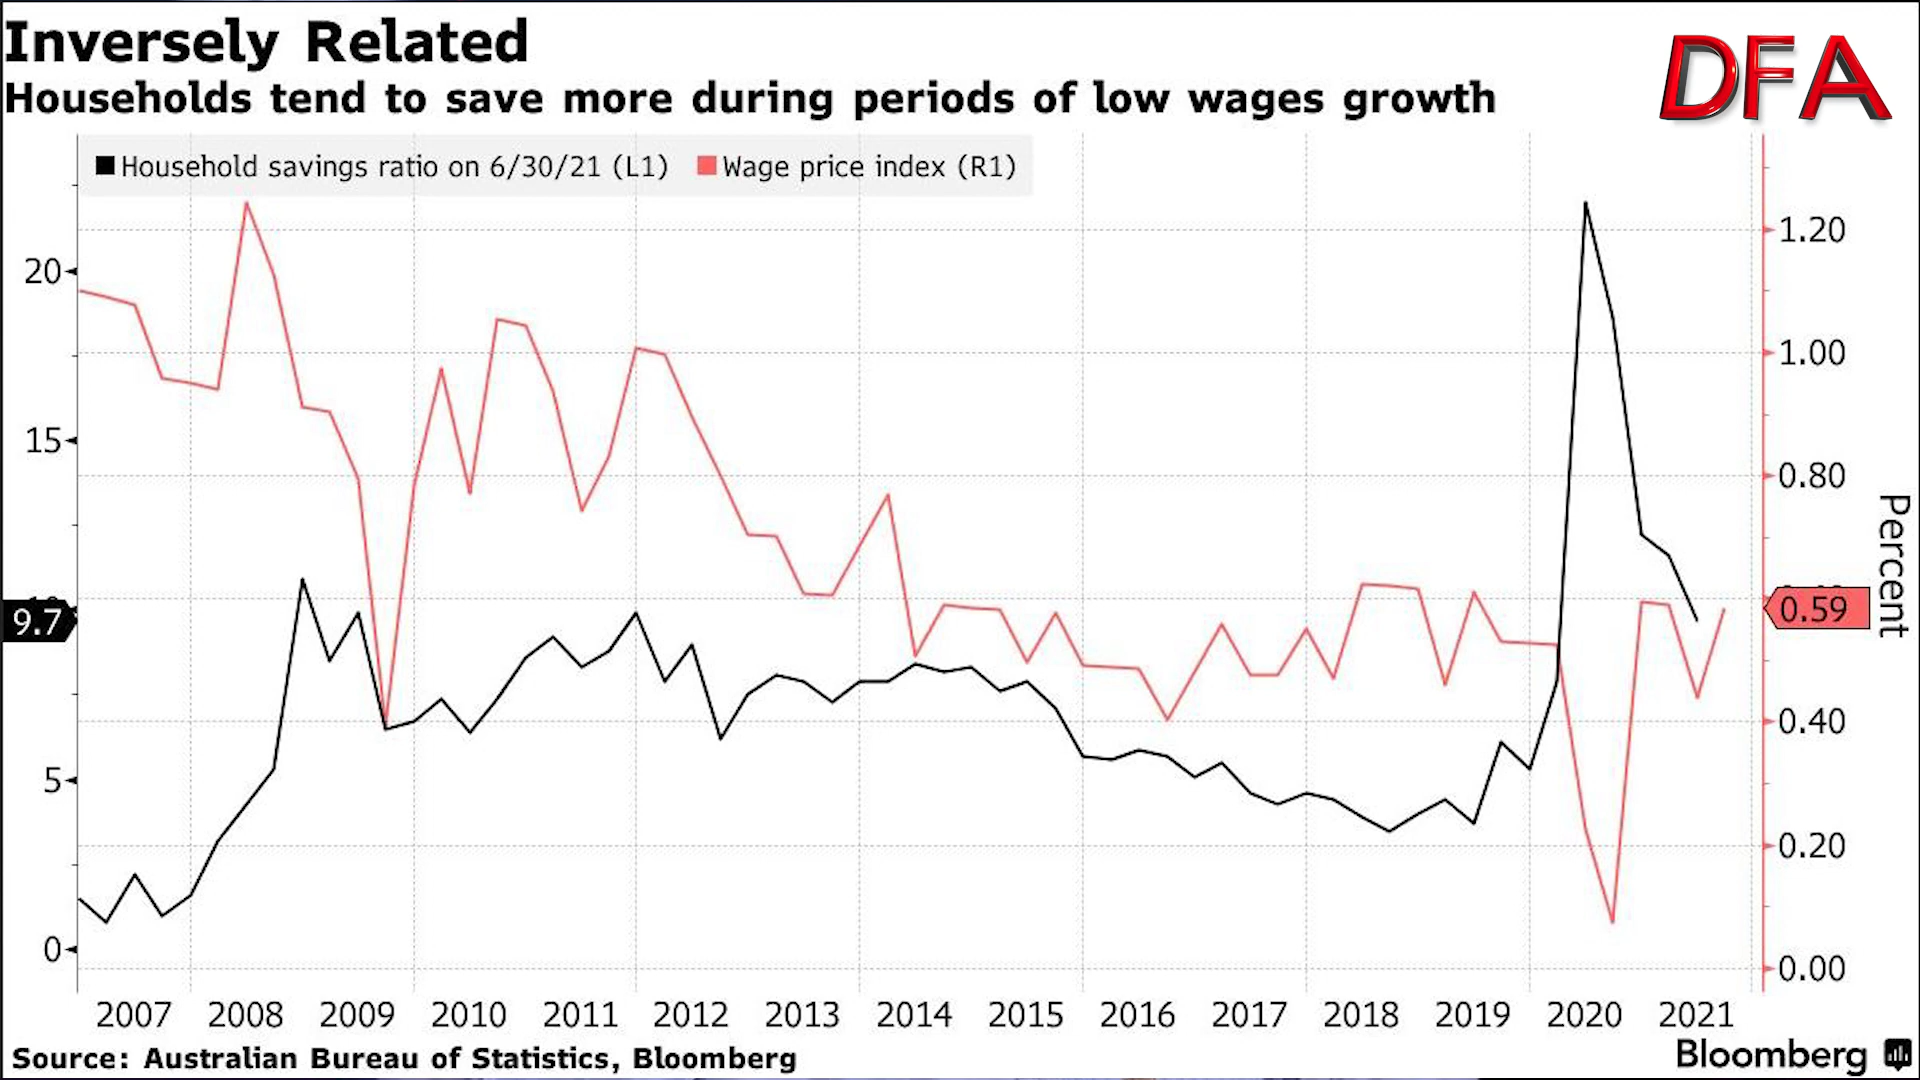 Inversely Related
DFA
Households tend to save more during periods of low wages growth
Household savings ratio on 6/30/21 (L1) Wage price index (R1)
20
15
9.7
5
0
1.20
1.00
0.80
0.59
0.40
0.20
0.00
Percent
2007 2008 2009 2010 2011 2012 2013 2014 2015 2016 2017 2018 2019 2020 2021
Source: Australian Bureau of Statistics, Bloomberg
Bloomberg